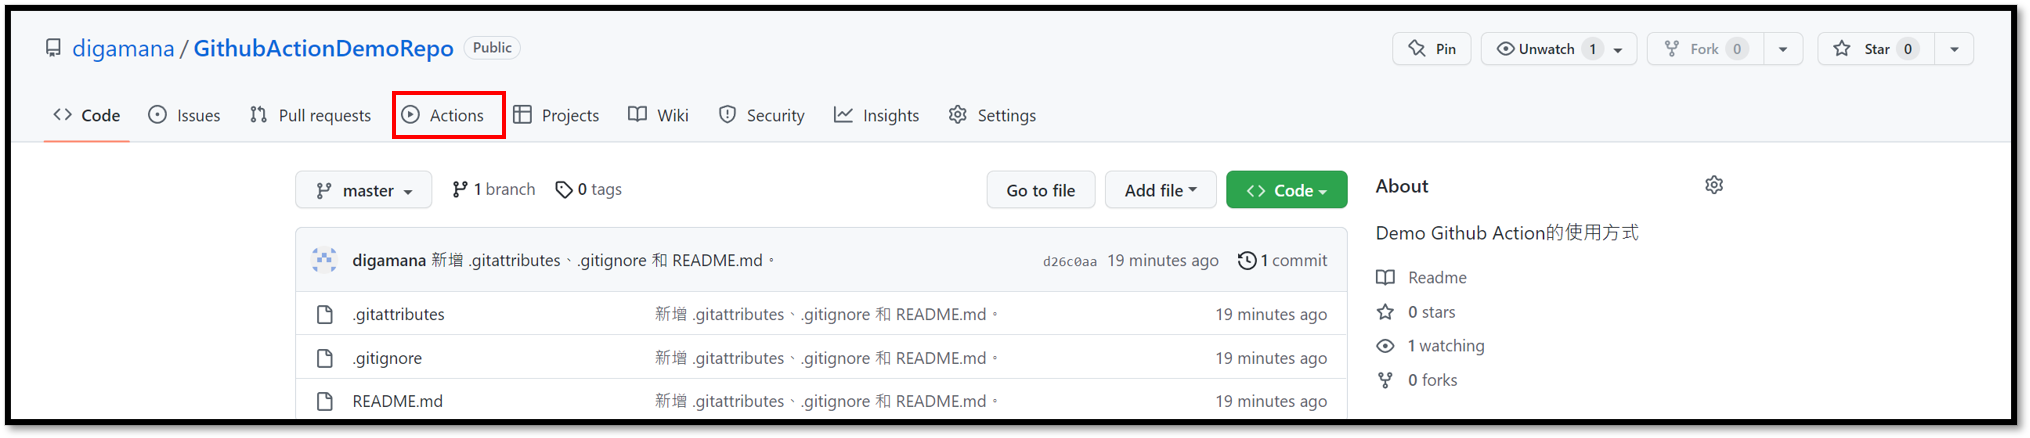 digamana / GithubActionDemoRepo Public Pin Unwatch 1 Fork 0 Star 0
Code Issues Pull requests Actions Projects Wiki Security Insights Settings
master 1 branch 0 tags Go to file Add file Code
digamana 新增 .gitattributes、.gitignore 和 README.md。 d26c0aa 19 minutes ago 1 commit
.gitattributes 新增 .gitattributes、.gitignore 和 README.md。 19 minutes ago
.gitignore 新增 .gitattributes、.gitignore 和 README.md。 19 minutes ago
README.md 新增 .gitattributes、.gitignore 和 README.md。 19 minutes ago
About
Demo Github Action的使用方式
Readme
0 stars
1 watching
0 forks